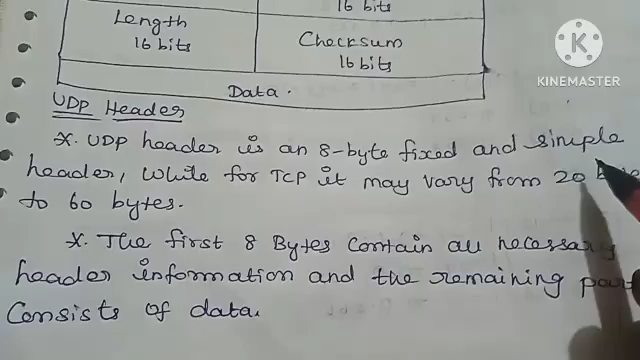 16 bits
Length
16 bits
Checksum
16 bits
Data.
KINEMASTER
UDP Header
*. UDP header is an 8-byte fixed and simple
header, while for TCP it may vary from 20
to 60 bytes.
*. The first 8 Bytes contain all necessary
header information and the remaining part
Consists of data.